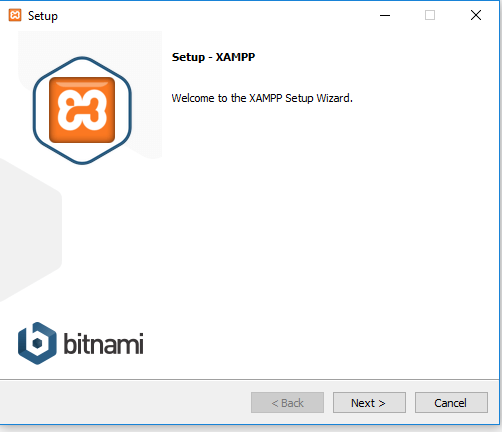 Setup
Setup - XAMPP
Welcome to the XAMPP Setup Wizard.
bitnami
< Back
Next >
Cancel